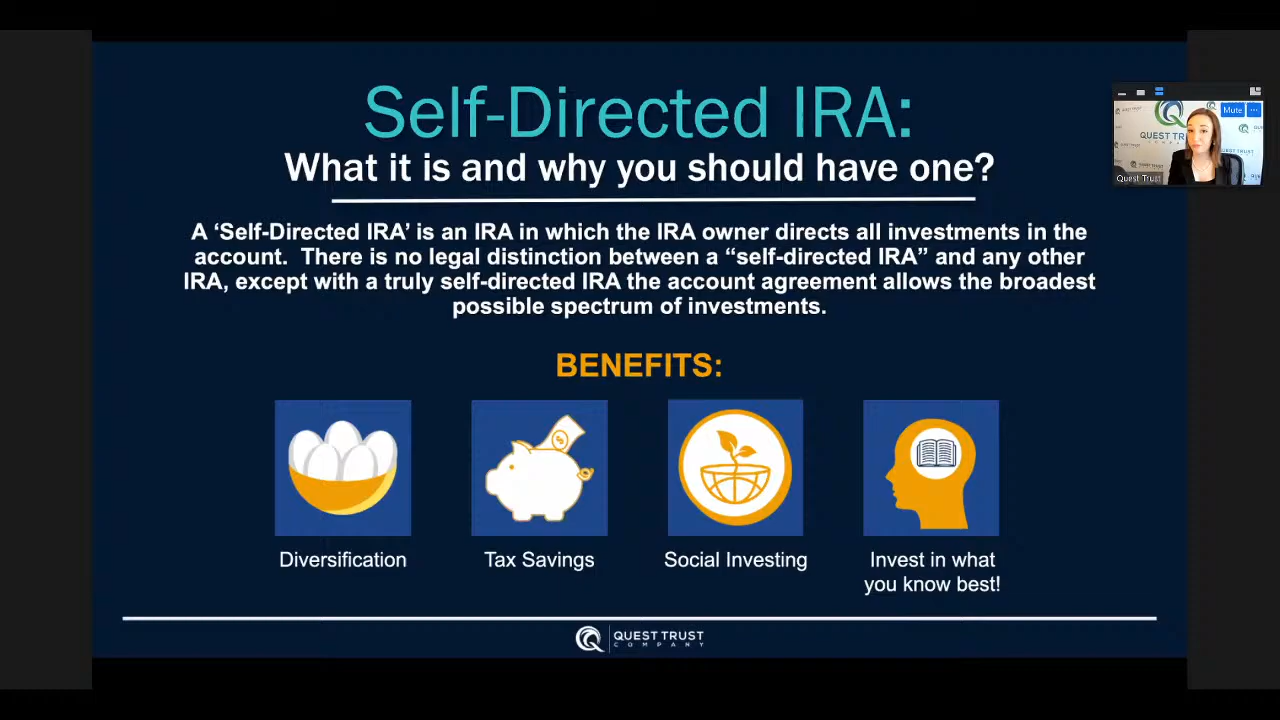 Self-Directed IRA:
What it is and why you should have one?
A ‘Self-Directed IRA’ is an IRA in which the IRA owner directs all investments in the
account.  There is no legal distinction between a “self-directed IRA” and any other
IRA, except with a truly self-directed IRA the account agreement allows the broadest
possible spectrum of investments.
BENEFITS:
Diversification
Tax Savings
Social Investing
Invest in what
you know best!
QUEST TRUST
COMPANY
Mute
QUEST TRUST
Quest Trust